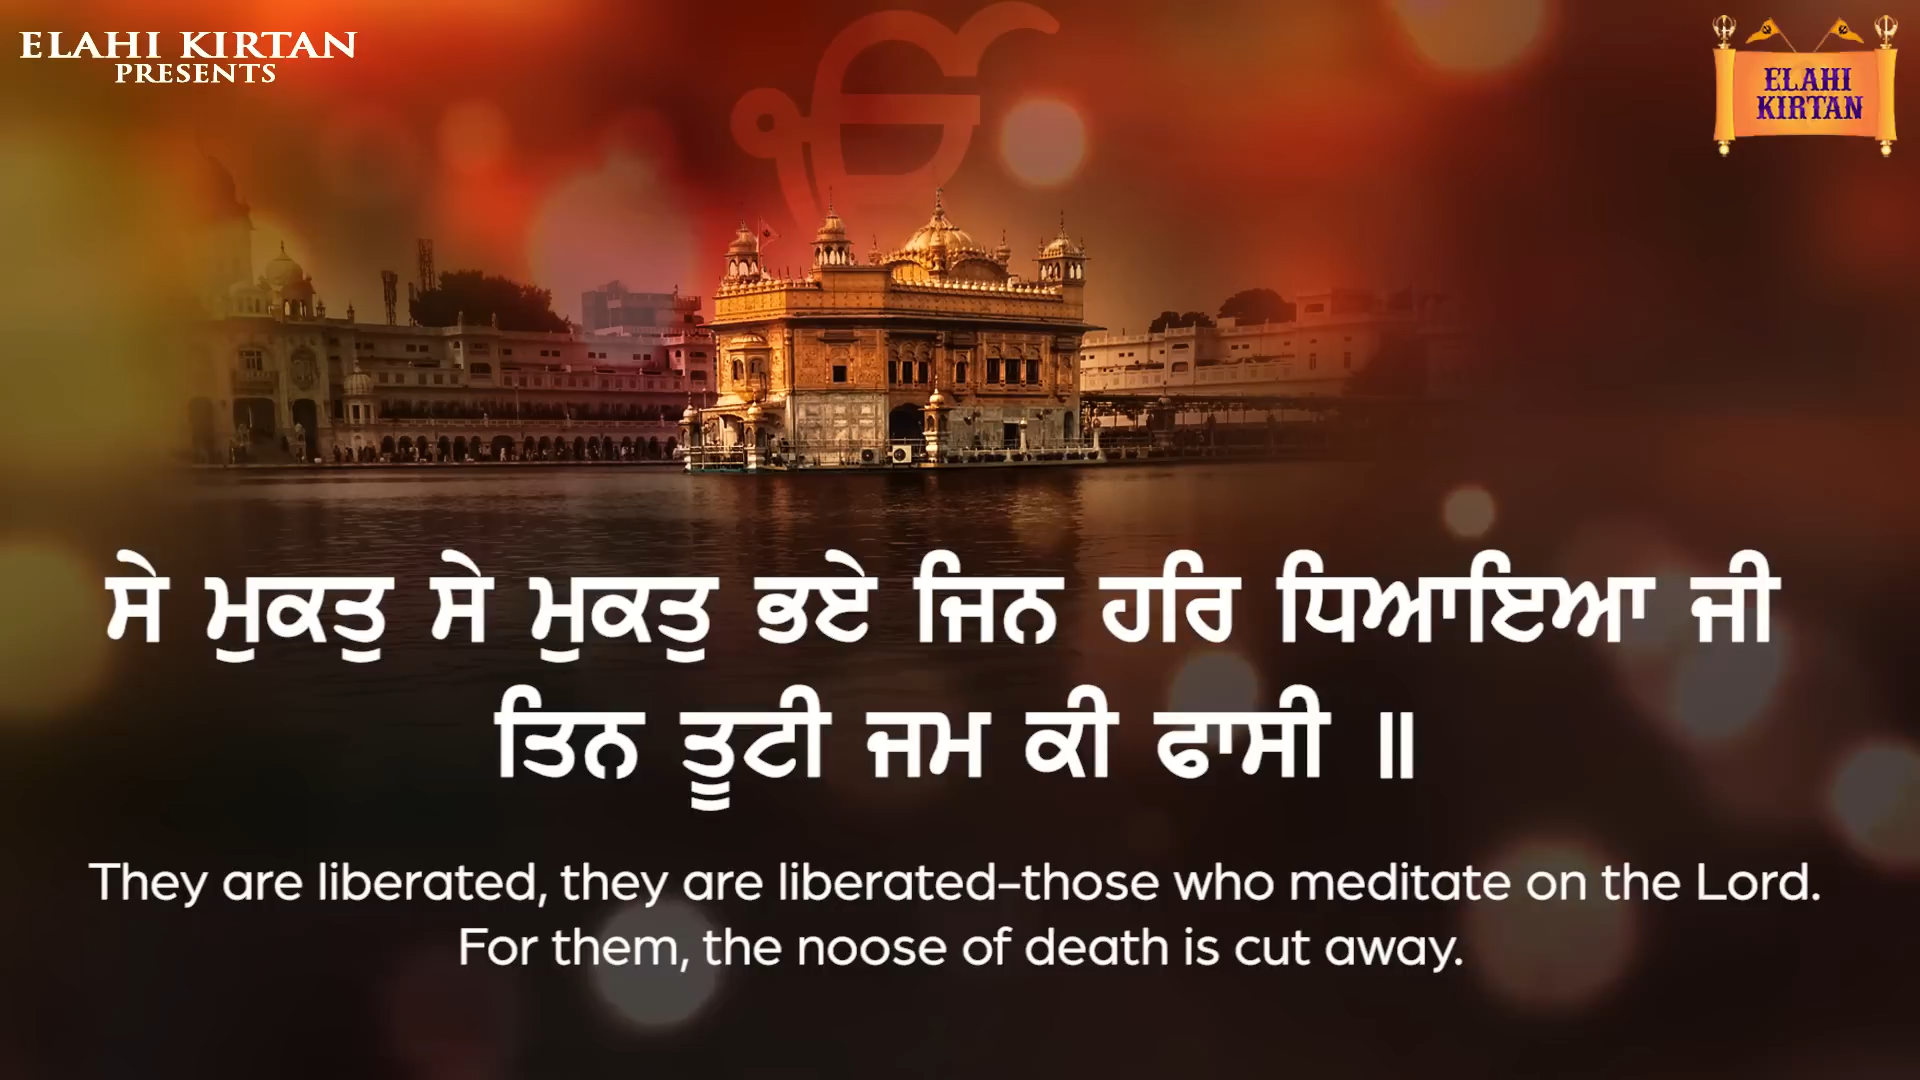 ELAHI KIRTAN
PRESENTS
ELAHI
KIRTAN
ਸੇ ਮੁਕਤੁ ਸੇ ਮੁਕਤੁ ਭਏ ਜਿਨ ਹਰਿ ਧਿਆਇਆ ਜੀ
ਤਿਨ ਤੂਟੀ ਜਮ ਕੀ ਫਾਸੀ ॥
They are liberated, they are liberated-those who meditate on the Lord.
For them, the noose of death is cut away.